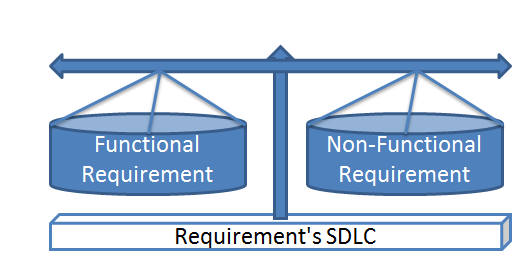 Functional
Requirement
Non-Functional
Requirement
Requirement's SDLC